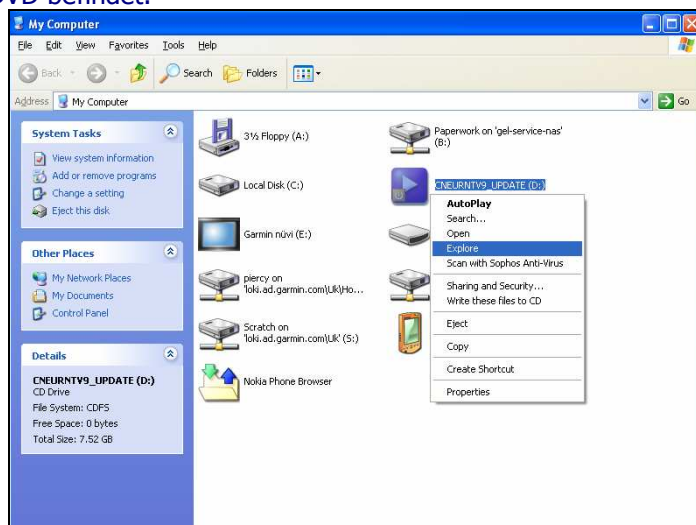 DVD befindet.
My Computer
File Edit View Favorites Tools Help
Back Search Folders
Address My Computer Go
System Tasks
View system information
Add or remove programs
Change a setting
Eject this disk
Other Places
My Network Places
My Documents
Control Panel
Details
CNEURNTV9_UPDATE (D:)
CD Drive
File System: CDFS
Free Space: 0 bytes
Total Size: 7.52 GB
3½ Floppy (A:)
Paperwork on 'gel-service-nas'
(B:)
Local Disk (C:)
CNEURNTV9_UPDATE (D:)
Garmin nüvi (E:)
piercy on
'loki.ad.garmin.com\Uk\Ho...
Scratch on
'loki.ad.garmin.com\Uk' (S:)
Nokia Phone Browser
AutoPlay
Search...
Open
Explore
Scan with Sophos Anti-Virus
Sharing and Security...
Write these files to CD
Eject
Copy
Create Shortcut
Properties